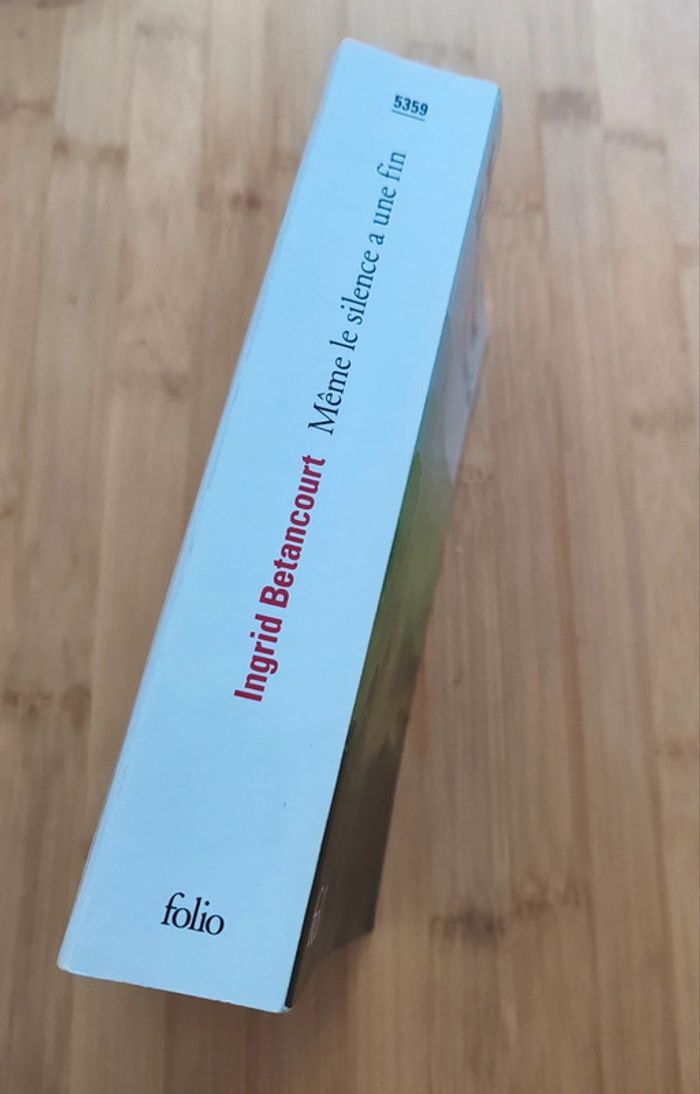 5359
Ingrid Betancourt Même le silence a une fin
folio